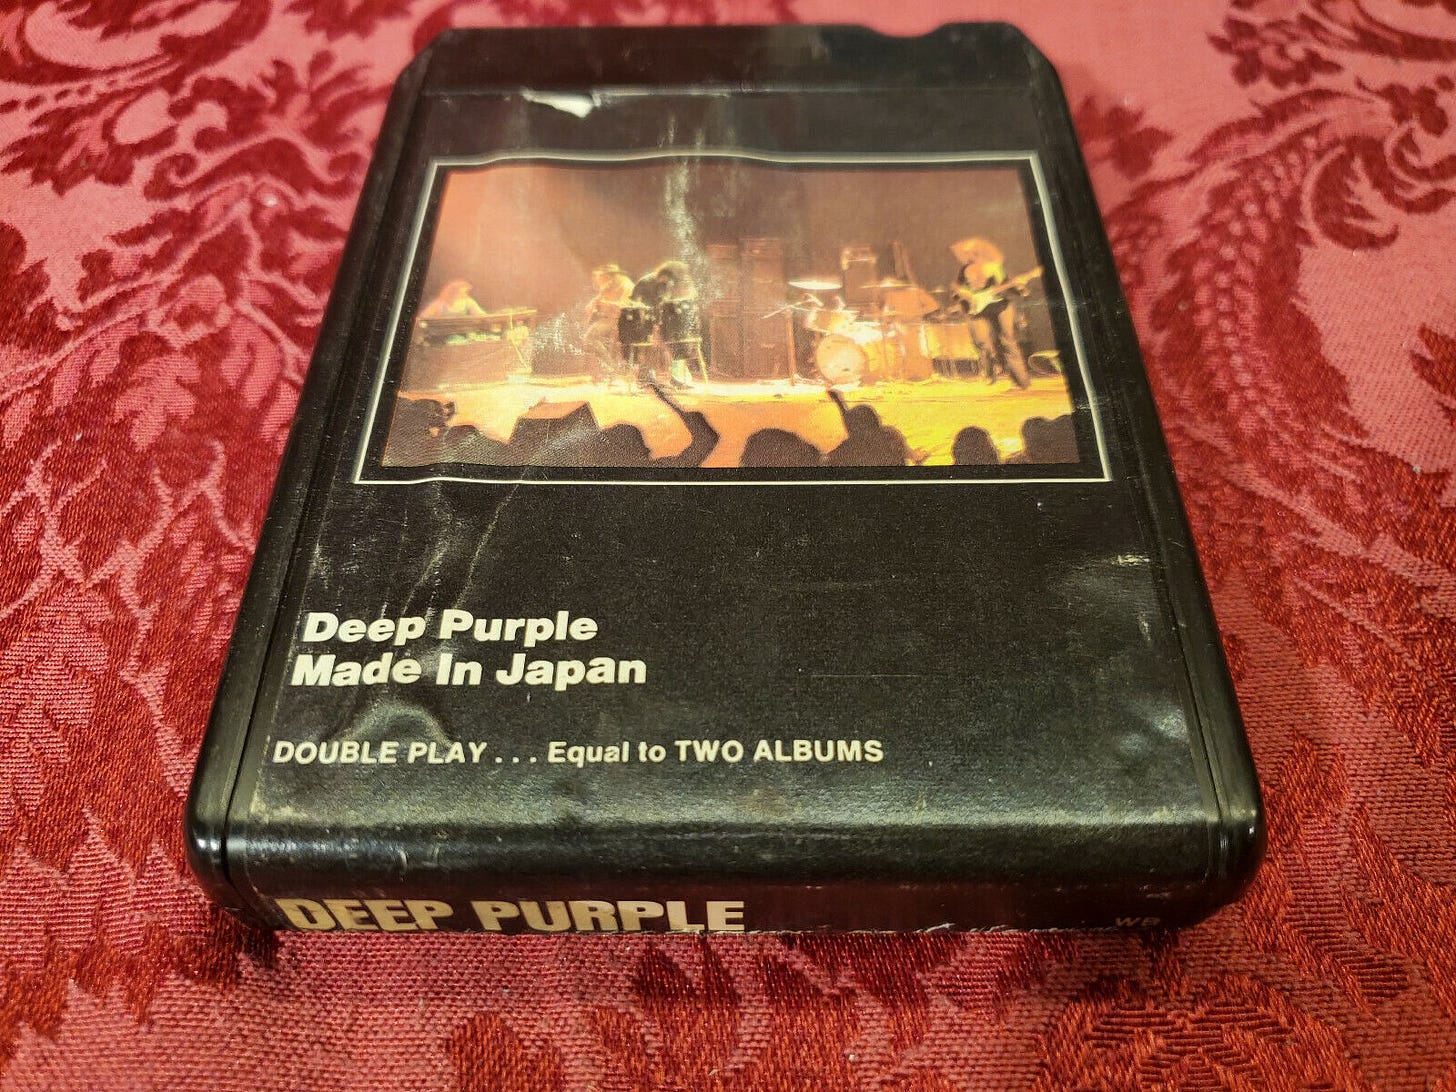 Deep Purple
Made In Japan
DOUBLE PLAY . . . Equal to TWO ALBUMS
DEEP PURPLE
WB